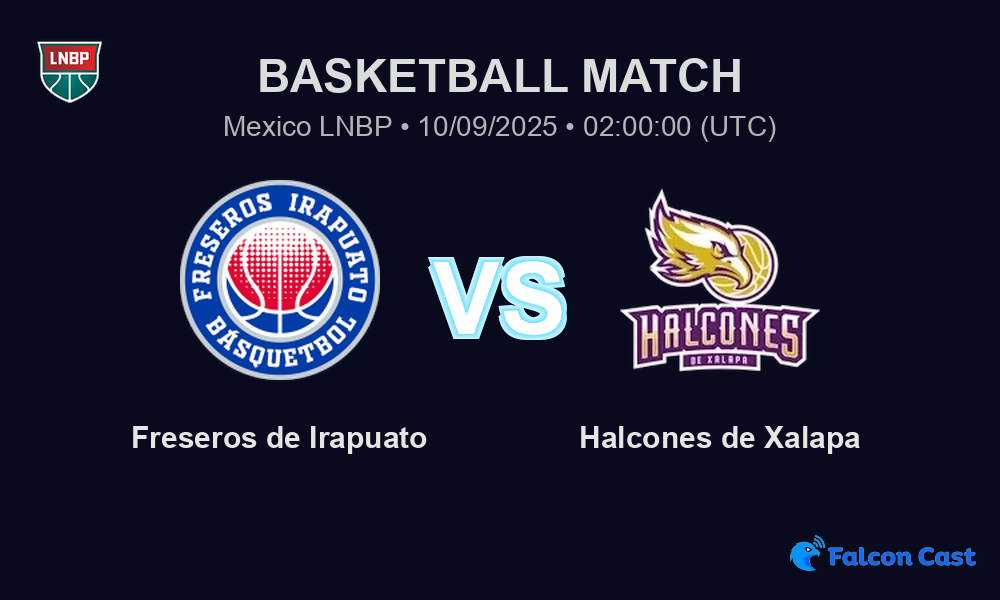 LNBP
BASKETBALL MATCH
Mexico LNBP • 10/09/2025 • 02:00:00 (UTC)
FRESEROS IRAPUATO
BÁSQUETBOL
VS
HALCONES
DE XALAPA
Freseros de Irapuato
Halcones de Xalapa
Falcon Cast